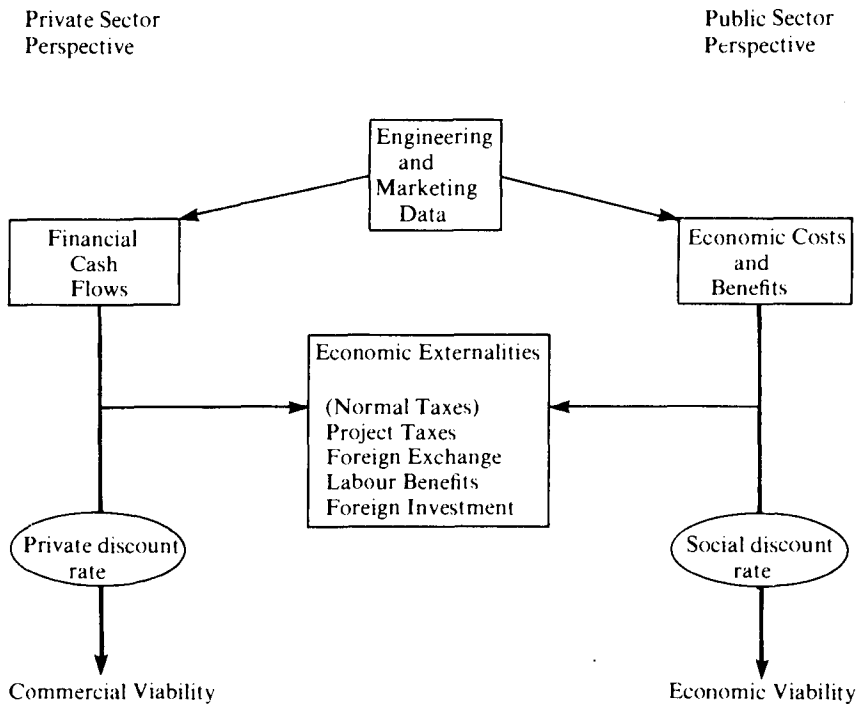 Private Sector
Perspective
Public Sector
Perspective
Engineering
and
Marketing
Data
Financial
Cash
Flows
Economic Costs
and
Benefits
Economic Externalities
(Normal Taxes)
Project Taxes
Foreign Exchange
Labour Benefits
Foreign Investment
Private discount
rate
Social discount
rate
Commercial Viability
Economic Viability